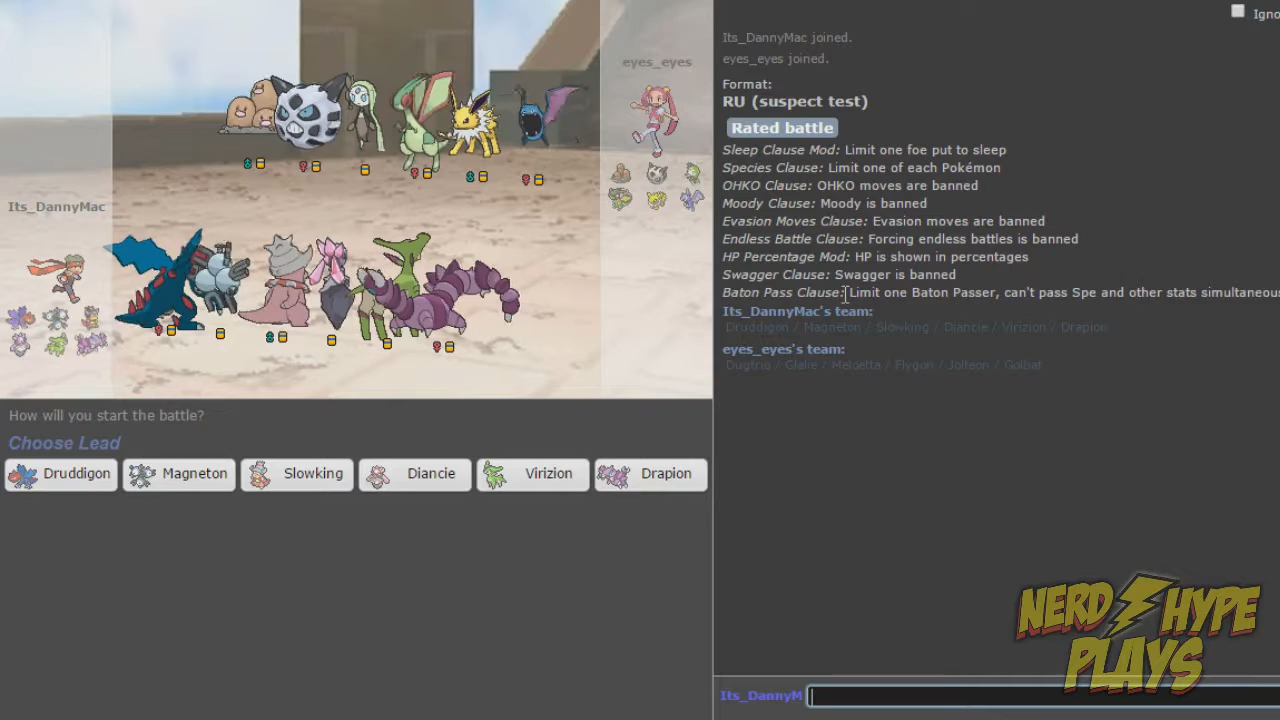 eyes_eyes
Its_DannyMac
How will you start the battle?
Choose Lead
Druddigon
Magneton
Slowking
Diancie
Virizion
Drapion
Its_DannyMac joined.
eyes_eyes joined.
Format:
RU (suspect test)
Rated battle
Sleep Clause Mod: Limit one foe put to sleep
Species Clause: Limit one of each Pokémon
OHKO Clause: OHKO moves are banned
Moody Clause: Moody is banned
Evasion Moves Clause: Evasion moves are banned
Endless Battle Clause: Forcing endless battles is banned
HP Percentage Mod: HP is shown in percentages
Swagger Clause: Swagger is banned
Baton Pass Clause: Limit one Baton Passer, can't pass Spe and other stats simultaneous
Its_DannyMac's team:
Druddigon / Magneton / Slowking / Diancie / Virizion / Drapion
eyes_eyes's team:
Dugtrio / Glalie / Meloetta / Flygon / Jolteon / Golbat
Its_DannyM
Igno
NERD HYPE
PLAYS